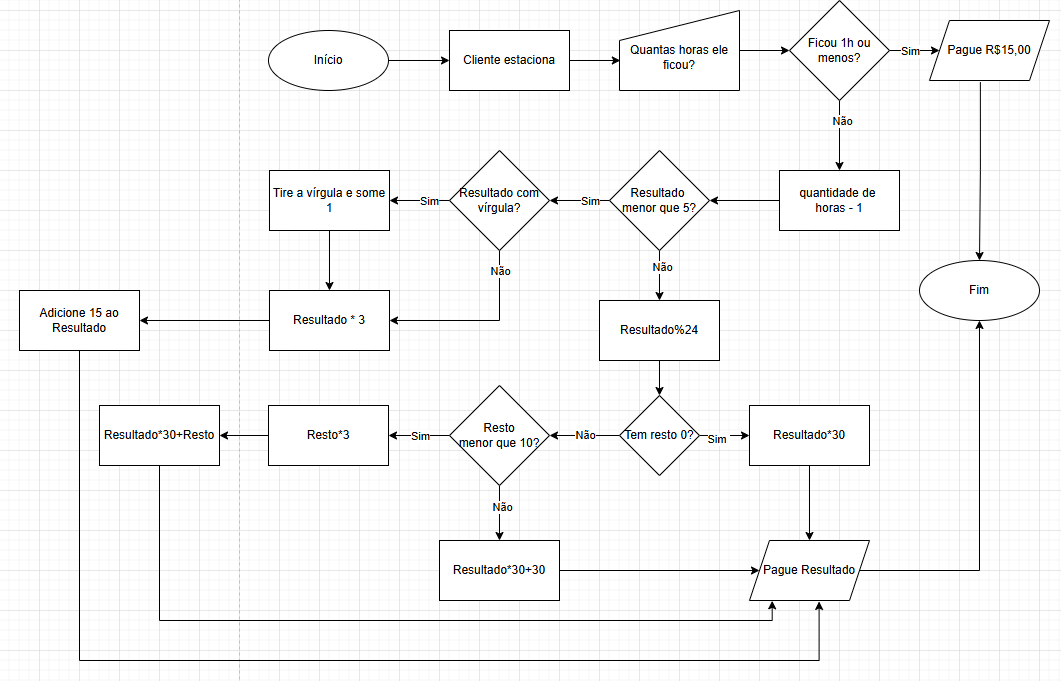 Início
Cliente estaciona
Quantas horas ele
ficou?
Ficou 1h ou
menos?
Sim
Pague R$15,00
Não
quantidade de
horas - 1
Resultado
menor que 5?
Sim
Resultado com
vírgula?
Sim
Tire a vírgula e some
1
Não
Não
Fim
Resultado * 3
Adicione 15 ao
Resultado
Resultado%24
Tem resto 0?
Sim
Resultado*30
Não
Resto
menor que 10?
Sim
Resto*3
Resultado*30+Resto
Não
Resultado*30+30
Pague Resultado